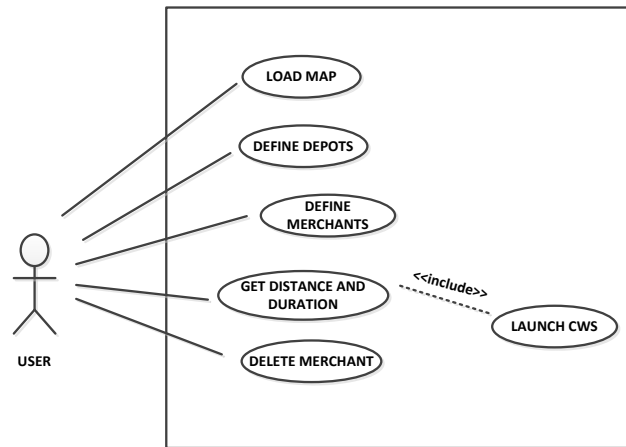 LOAD MAP
DEFINE DEPOTS
DEFINE
MERCHANTS
GET DISTANCE AND
DURATION
<<include>>
LAUNCH CWS
DELETE MERCHANT
USER